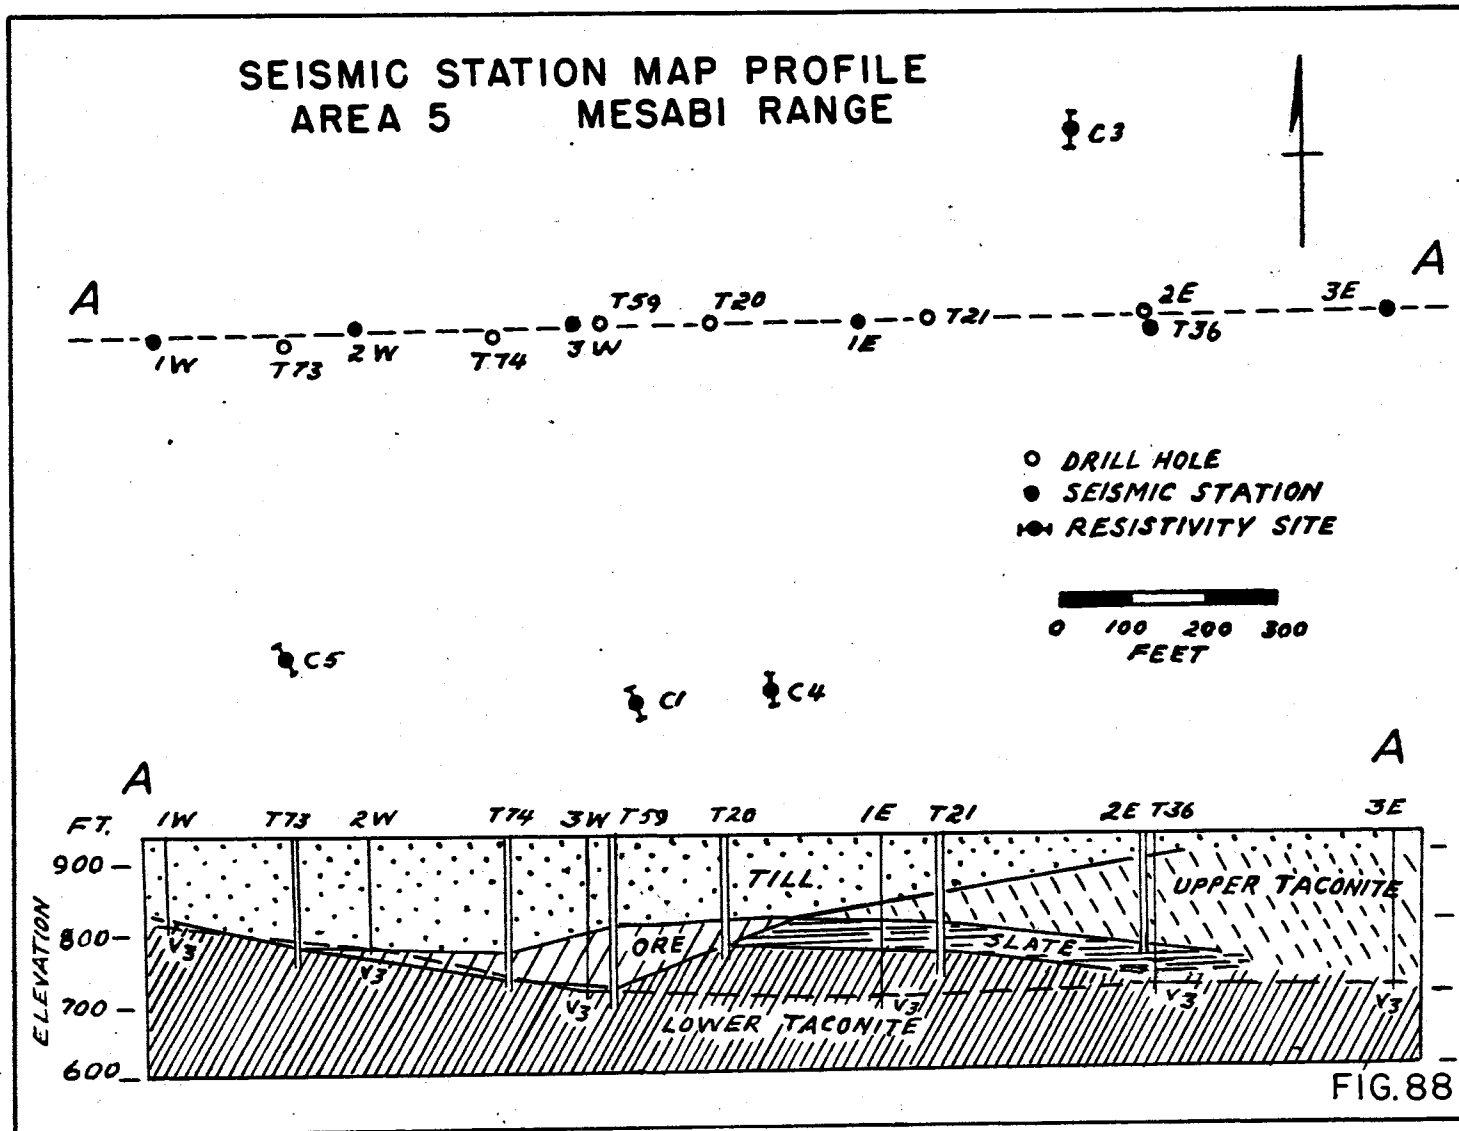 SEISMIC STATION MAP PROFILE
AREA 5 MESABI RANGE
C3
A A
T59 T20 2E 3E
1W T73 2W T74 3W 1E T21 T36
DRILL HOLE
SEISMIC STATION
RESISTIVITY SITE
0 100 200 300
FEET
C5
C1 C4
A A
FT. 1W T73 2W T74 3W T59 T20 1E T21 2E T36 3E
900
TILL UPPER TACONITE
800 V3 ORE SLATE
V3
ELEVATION
700 V3 V3 V3 V3
LOWER TACONITE
600
FIG. 88